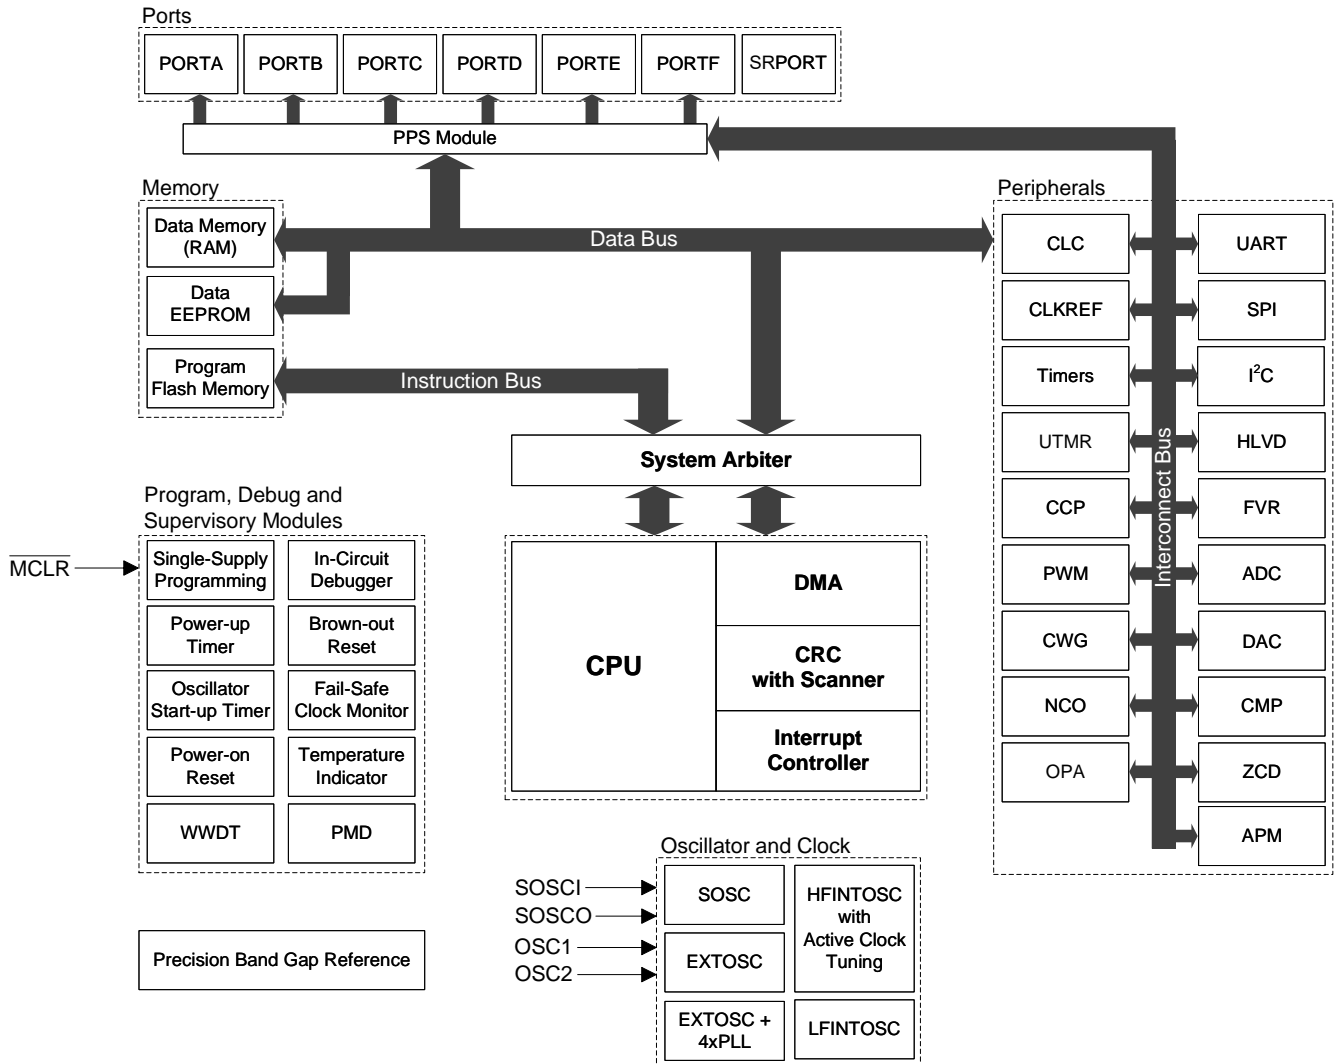 Ports
PORTA
PORTB
PORTC
PORTD
PORTE
PORTF
SRPORT
PPS Module
Memory
Data Memory
(RAM)
Data
EEPROM
Program
Flash Memory
Data Bus
Instruction Bus
System Arbiter
CPU
DMA
CRC
with Scanner
Interrupt
Controller
Peripherals
CLC
UART
CLKREF
SPI
Timers
I²C
UTMR
HLVD
CCP
FVR
PWM
ADC
CWG
DAC
NCO
CMP
OPA
ZCD
APM
Interconnect Bus
Program, Debug and
Supervisory Modules
MCLR
Single-Supply
Programming
In-Circuit
Debugger
Power-up
Timer
Brown-out
Reset
Oscillator
Start-up Timer
Fail-Safe
Clock Monitor
Power-on
Reset
Temperature
Indicator
WWDT
PMD
Precision Band Gap Reference
Oscillator and Clock
SOSCI
SOSCO
OSC1
OSC2
SOSC
HFINTOSC
with
Active Clock
Tuning
EXTOSC
EXTOSC +
4xPLL
LFINTOSC